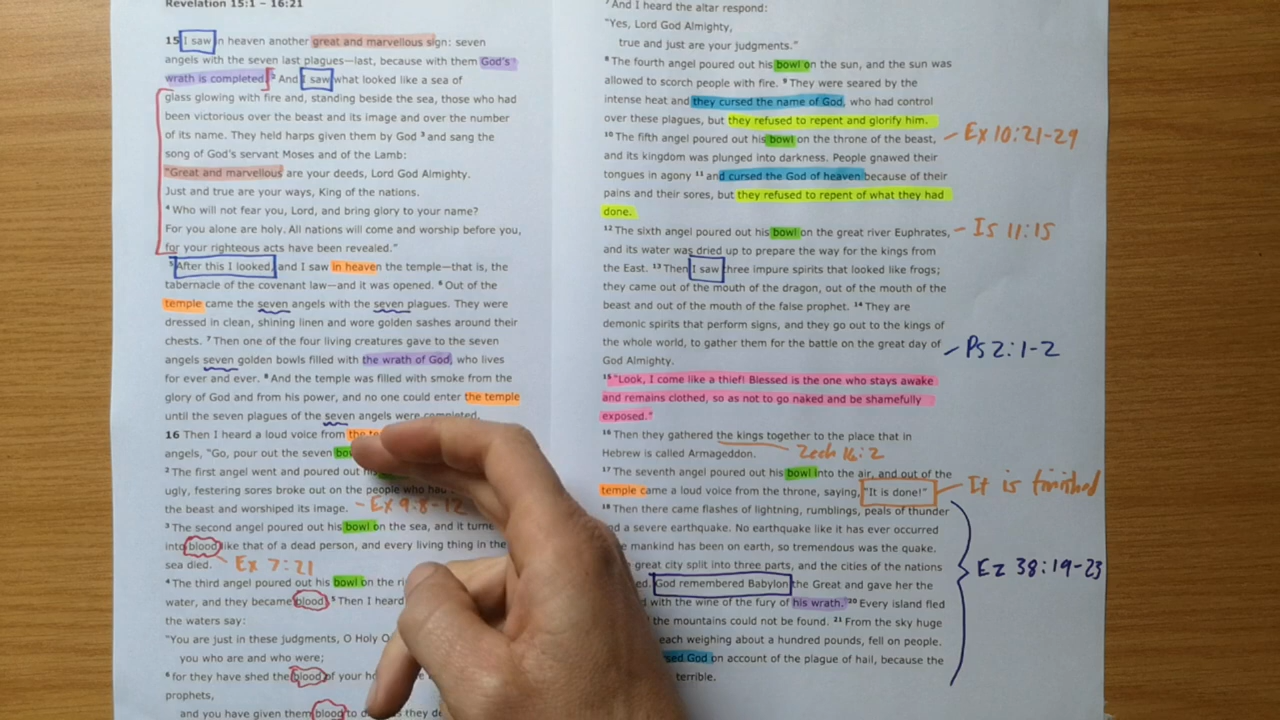 Revelation 15:1 – 16:21
15 I saw in heaven another great and marvellous sign: seven
angels with the seven last plagues—last, because with them God's
wrath is completed. 2 And I saw what looked like a sea of
glass glowing with fire and, standing beside the sea, those who had
been victorious over the beast and its image and over the number
of its name. They held harps given them by God 3 and sang the
song of God's servant Moses and of the Lamb:
"Great and marvellous are your deeds, Lord God Almighty.
Just and true are your ways, King of the nations.
4 Who will not fear you, Lord, and bring glory to your name?
For you alone are holy. All nations will come and worship before you,
for your righteous acts have been revealed."
5 After this I looked, and I saw in heaven the temple—that is, the
tabernacle of the covenant law—and it was opened. 6 Out of the
temple came the seven angels with the seven plagues. They were
dressed in clean, shining linen and wore golden sashes around their
chests. 7 Then one of the four living creatures gave to the seven
angels seven golden bowls filled with the wrath of God, who lives
for ever and ever. 8 And the temple was filled with smoke from the
glory of God and from his power, and no one could enter the temple
until the seven plagues of the seven angels were completed.
16 Then I heard a loud voice from the
angels, "Go, pour out the seven
2 The first angel went and poured out
ugly, festering sores broke out on the people who had
the beast and worshiped its image. - Ex 9:8-12
3 The second angel poured out his bowl on the sea, and it turned
into blood like that of a dead person, and every living thing in the
sea died. Ex 7:21
4 The third angel poured out his bowl on the
water, and they became blood. 5 Then I heard
the waters say:
"You are just in these judgments, O Holy
you who are and who were;
6 for they have shed the blood of your
prophets,
and you have given them blood to they
7 And I heard the altar respond:
"Yes, Lord God Almighty,
true and just are your judgments."
8 The fourth angel poured out his bowl on the sun, and the sun was
allowed to scorch people with fire. 9 They were seared by the
intense heat and they cursed the name of God, who had control
over these plagues, but they refused to repent and glorify him.
10 The fifth angel poured out his bowl on the throne of the beast, - Ex 10:21-29
and its kingdom was plunged into darkness. People gnawed their
tongues in agony 11 and cursed the God of heaven because of their
pains and their sores, but they refused to repent of what they had
done.
12 The sixth angel poured out his bowl on the great river Euphrates, - Is 11:15
and its water was dried up to prepare the way for the kings from
the East. 13 Then I saw three impure spirits that looked like frogs;
they came out of the mouth of the dragon, out of the mouth of the
beast and out of the mouth of the false prophet. 14 They are
demonic spirits that perform signs, and they go out to the kings of
the whole world, to gather them for the battle on the great day of - Ps 2:1-2
God Almighty.
15 "Look, I come like a thief! Blessed is the one who stays awake
and remains clothed, so as not to go naked and be shamefully
exposed."
16 Then they gathered the kings together to the place that in
Hebrew is called Armageddon. Zech 14:2
17 The seventh angel poured out his bowl into the air, and out of the
temple came a loud voice from the throne, saying, "It is done!" - It is finished
18 Then there came flashes of lightning, rumblings, peals of thunder
and a severe earthquake. No earthquake like it has ever occurred
mankind has been on earth, so tremendous was the quake.
great city split into three parts, and the cities of the nations
God remembered Babylon the Great and gave her the Ez 38:19-23
with the wine of the fury of his wrath. 20 Every island fled
the mountains could not be found. 21 From the sky huge
each weighing about a hundred pounds, fell on people.
God on account of the plague of hail, because the
terrible.